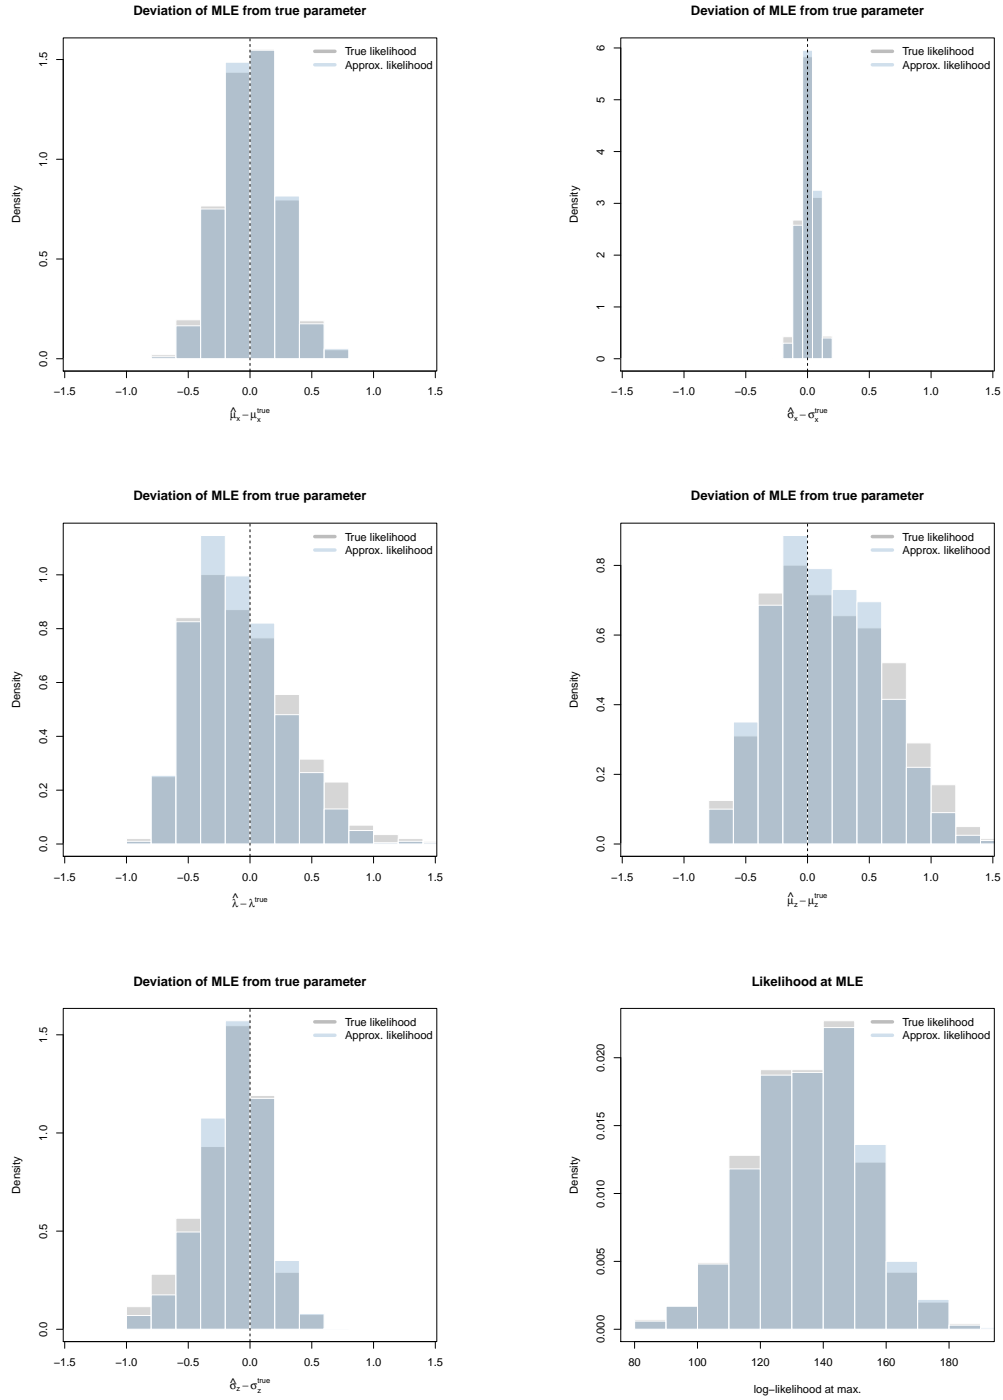 Deviation of MLE from true parameter
True likelihood
Approx. likelihood
Density
0.0 0.5 1.0 1.5
−1.5 −1.0 −0.5 0.0 0.5 1.0 1.5
μ̂x − μx^true
Deviation of MLE from true parameter
True likelihood
Approx. likelihood
Density
0 1 2 3 4 5 6
−1.5 −1.0 −0.5 0.0 0.5 1.0 1.5
σ̂x − σx^true
Deviation of MLE from true parameter
True likelihood
Approx. likelihood
Density
0.0 0.2 0.4 0.6 0.8 1.0
−1.5 −1.0 −0.5 0.0 0.5 1.0 1.5
λ̂ − λ^true
Deviation of MLE from true parameter
True likelihood
Approx. likelihood
Density
0.0 0.2 0.4 0.6 0.8
−1.5 −1.0 −0.5 0.0 0.5 1.0 1.5
μ̂z − μz^true
Deviation of MLE from true parameter
True likelihood
Approx. likelihood
Density
0.0 0.5 1.0 1.5
−1.5 −1.0 −0.5 0.0 0.5 1.0 1.5
σ̂z − σz^true
Likelihood at MLE
True likelihood
Approx. likelihood
Density
0.000 0.005 0.010 0.015 0.020
80 100 120 140 160 180
log−likelihood at max.